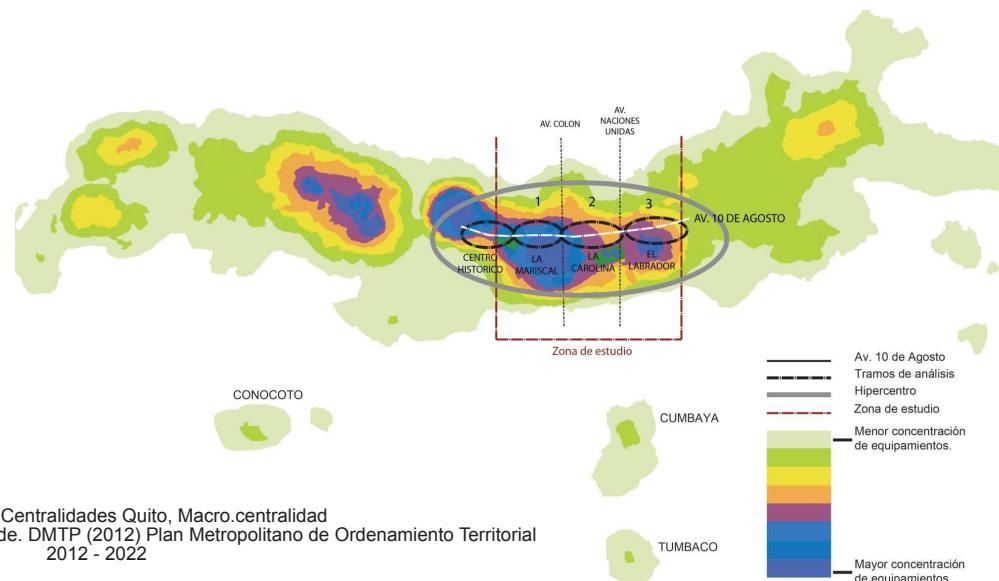 AV.
NACIONES
UNIDAS
AV. COLON
1
2
3
AV. 10 DE AGOSTO
CENTRO
HISTORICO
LA
MARISCAL
LA
CAROLINA
EL
LABRADOR
Zona de estudio
CONOCOTO
CUMBAYA
TUMBACO
Av. 10 de Agosto
Tramos de análisis
Hipercentro
Zona de estudio
Menor concentración
de equipamientos.
Mayor concentración
de equipamientos
Centralidades Quito, Macro.centralidad
de. DMTP (2012) Plan Metropolitano de Ordenamiento Territorial
2012 - 2022